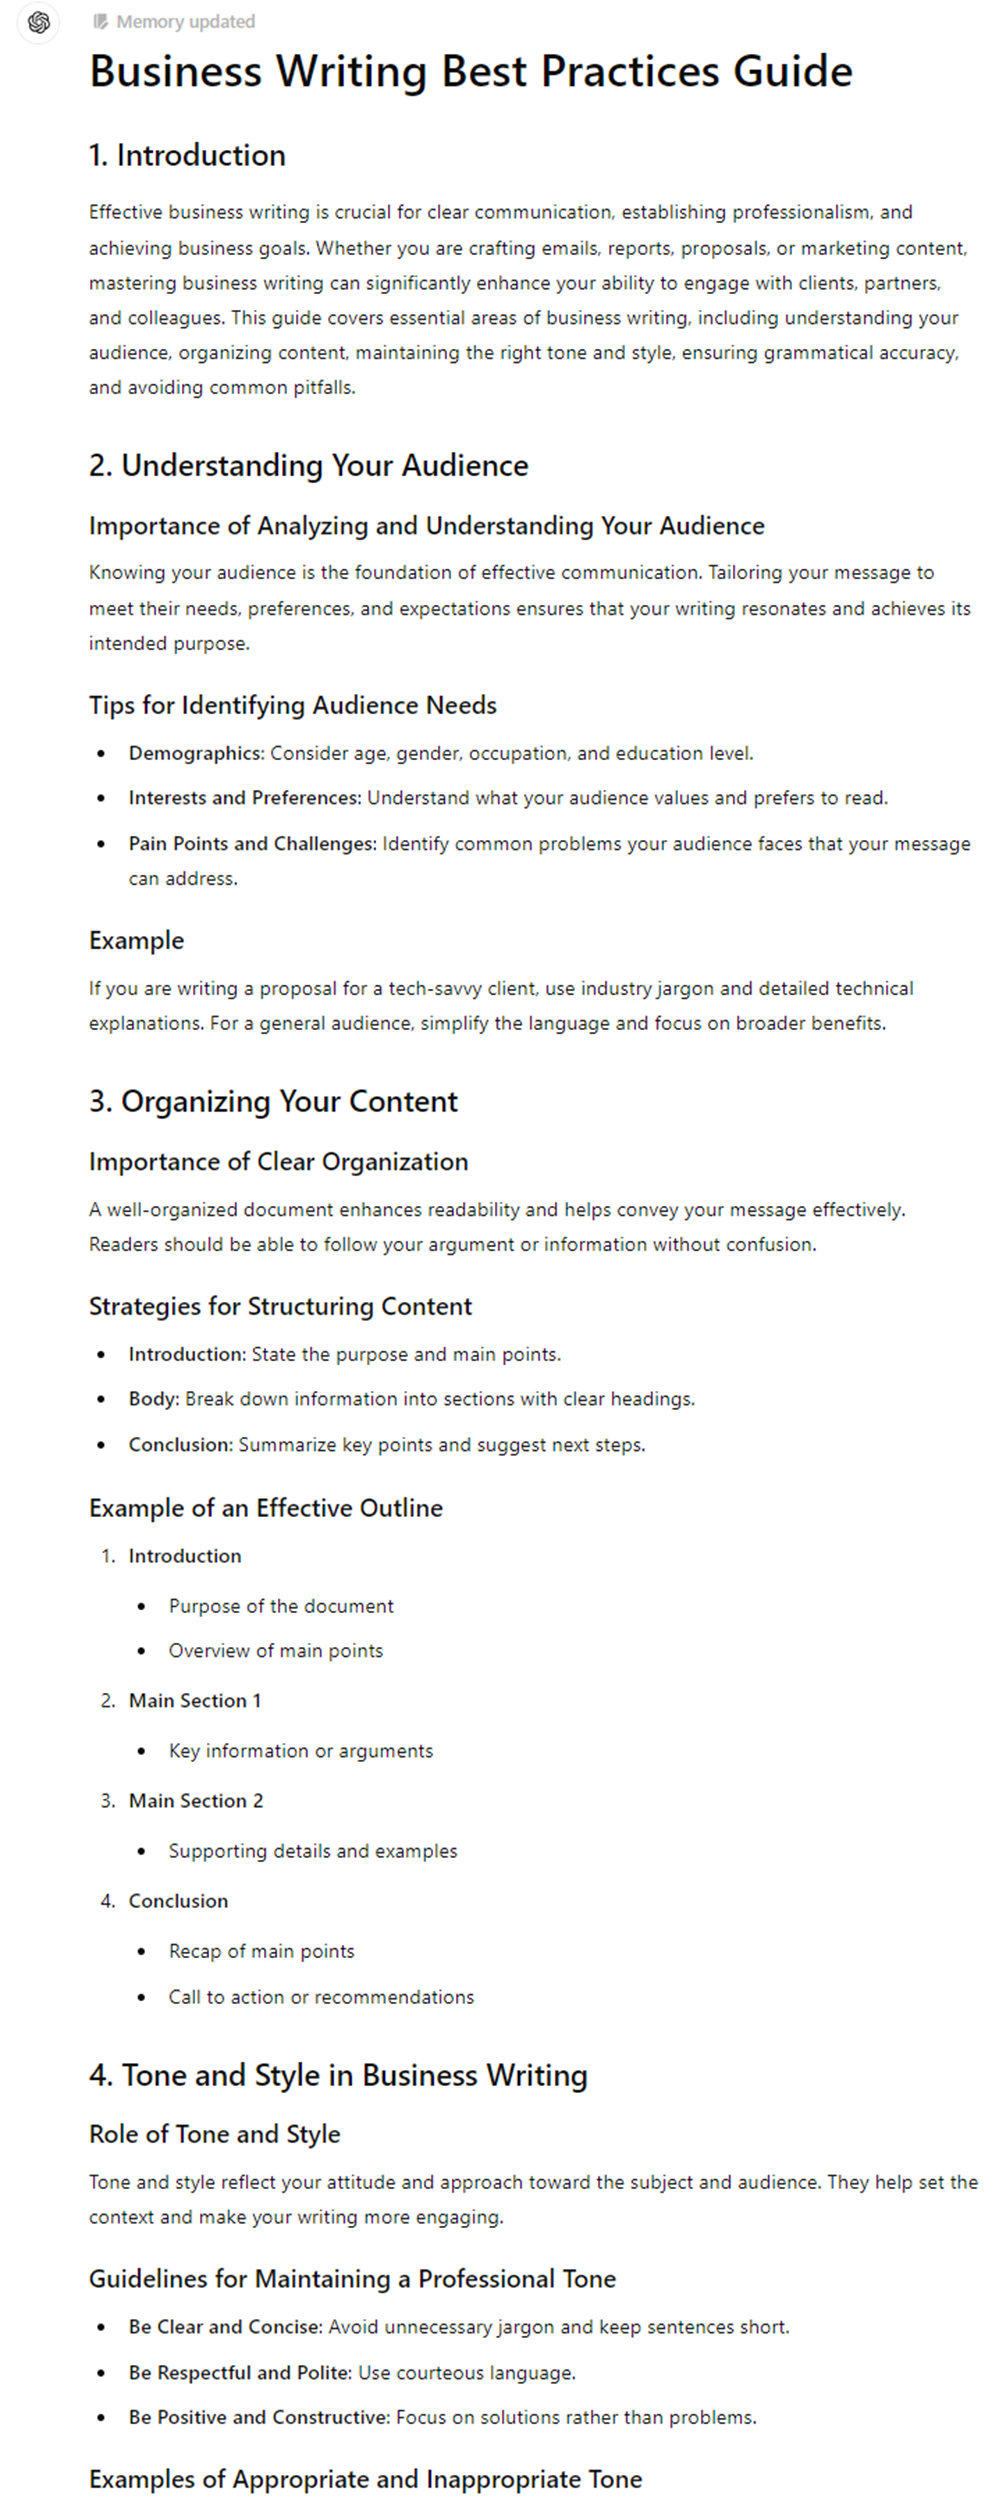 Memory updated
Business Writing Best Practices Guide
1. Introduction
Effective business writing is crucial for clear communication, establishing professionalism, and
achieving business goals. Whether you are crafting emails, reports, proposals, or marketing content,
mastering business writing can significantly enhance your ability to engage with clients, partners,
and colleagues. This guide covers essential areas of business writing, including understanding your
audience, organizing content, maintaining the right tone and style, ensuring grammatical accuracy,
and avoiding common pitfalls.
2. Understanding Your Audience
Importance of Analyzing and Understanding Your Audience
Knowing your audience is the foundation of effective communication. Tailoring your message to
meet their needs, preferences, and expectations ensures that your writing resonates and achieves its
intended purpose.
Tips for Identifying Audience Needs
• Demographics: Consider age, gender, occupation, and education level.
• Interests and Preferences: Understand what your audience values and prefers to read.
• Pain Points and Challenges: Identify common problems your audience faces that your message
can address.
Example
If you are writing a proposal for a tech-savvy client, use industry jargon and detailed technical
explanations. For a general audience, simplify the language and focus on broader benefits.
3. Organizing Your Content
Importance of Clear Organization
A well-organized document enhances readability and helps convey your message effectively.
Readers should be able to follow your argument or information without confusion.
Strategies for Structuring Content
• Introduction: State the purpose and main points.
• Body: Break down information into sections with clear headings.
• Conclusion: Summarize key points and suggest next steps.
Example of an Effective Outline
1. Introduction
• Purpose of the document
• Overview of main points
2. Main Section 1
• Key information or arguments
3. Main Section 2
• Supporting details and examples
4. Conclusion
• Recap of main points
• Call to action or recommendations
4. Tone and Style in Business Writing
Role of Tone and Style
Tone and style reflect your attitude and approach toward the subject and audience. They help set the
context and make your writing more engaging.
Guidelines for Maintaining a Professional Tone
• Be Clear and Concise: Avoid unnecessary jargon and keep sentences short.
• Be Respectful and Polite: Use courteous language.
• Be Positive and Constructive: Focus on solutions rather than problems.
Examples of Appropriate and Inappropriate Tone